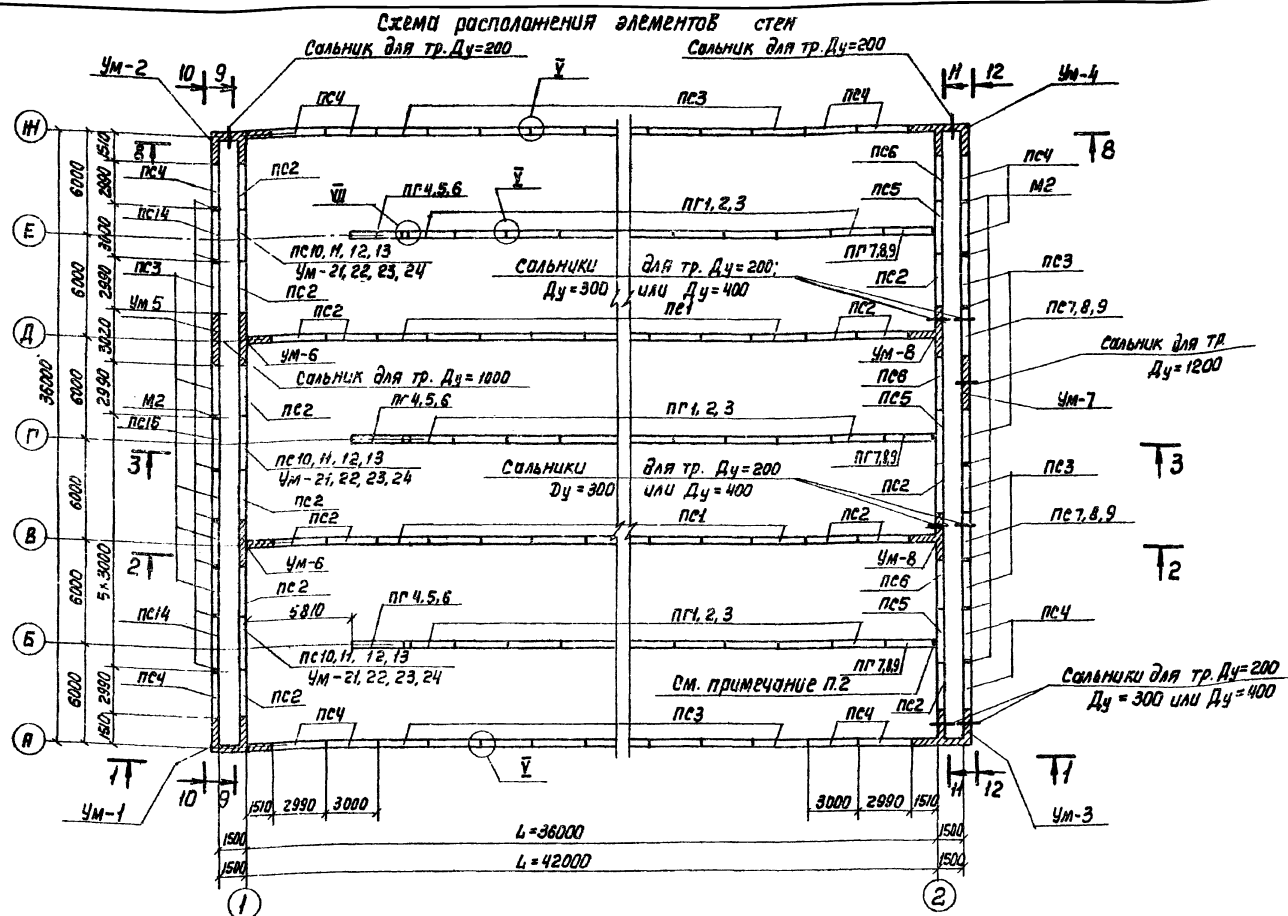 Схема расположения элементов стен
Сальник для тр. Ду=200
Сальник для тр. Ду=200
Ум-2
10
9
V
11
12
Ум-4
пс4
пс3
пс4
Ж
1510
8
8
пс6
пс4
6000
2990
пс4
пс2
М2
пг4,5,6
V
VIII
пг1,2,3
пс5
Е
3000
пс14
пс10, 11, 12, 13
Ум-21, 22, 23, 24
пг7,8,9
6000
2990
пс3
пс2
Сальники для тр. Ду=200;
Ду=300 или Ду=400
пс2
пс3
Ум5
пс2
пс1
пс2
пс7,8,9
Д
3020
Ум-6
Ум-8
Сальник для тр.
Ду=1200
36000
6000
2990
Сальник для тр. Ду=1000
пс6
М2
пс2
пг4,5,6
пг1,2,3
пс5
Ум-7
Г
пс15
пс10, 11, 12, 13
Ум-21, 22, 23, 24
пг7,8,9
3
3
6000
Сальники для тр. Ду=200
Ду=300 или Ду=400
пс2
пс3
пс2
пс2
пс1
пс2
пс7,8,9
В
Ум-6
Ум-8
2
2
6000
5×3000
пс2
пс6
5810
пг4,5,6
пг1,2,3
пс5
пс4
пс14
Б
пс10, 11, 12, 13
Ум-21, 22, 23, 24
пг7,8,9
6000
2990
пс4
пс2
См. примечание п.2
пс2
Сальники для тр. Ду=200
Ду=300 или Ду=400
1510
пс4
пс3
пс4
А
V
1
10
9
11
12
1
Ум-1
Ум-3
1510
2990
3000
3000
2990
1510
1500
L=36000
1500
1500
L=42000
1500
1
2